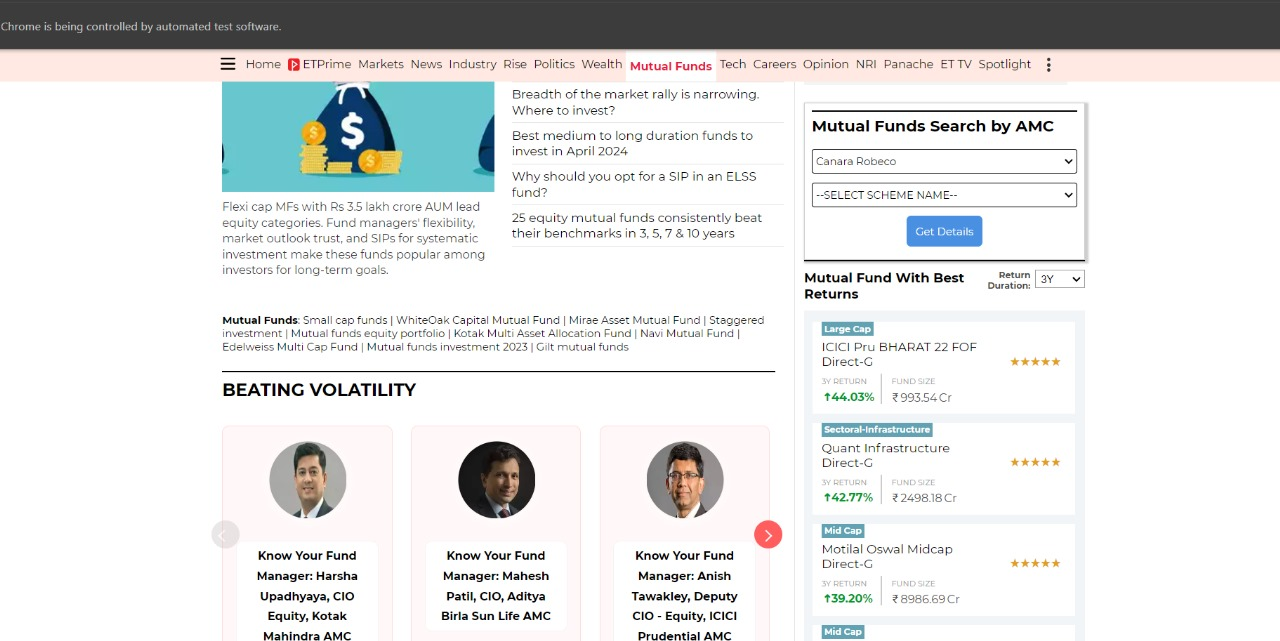 Chrome is being controlled by automated test software.
Home ETPrime Markets News Industry Rise Politics Wealth Mutual Funds Tech Careers Opinion NRI Panache ET TV Spotlight
$
$
$
Flexi cap MFs with Rs 3.5 lakh crore AUM lead
equity categories. Fund managers' flexibility,
market outlook trust, and SIPs for systematic
investment make these funds popular among
investors for long-term goals.
Breadth of the market rally is narrowing.
Where to invest?
Best medium to long duration funds to
invest in April 2024
Why should you opt for a SIP in an ELSS
fund?
25 equity mutual funds consistently beat
their benchmarks in 3, 5, 7 & 10 years
Mutual Funds: Small cap funds | WhiteOak Capital Mutual Fund | Mirae Asset Mutual Fund | Staggered
investment | Mutual funds equity portfolio | Kotak Multi Asset Allocation Fund | Navi Mutual Fund |
Edelweiss Multi Cap Fund | Mutual funds investment 2023 | Gilt mutual funds
BEATING VOLATILITY
Know Your Fund
Manager: Harsha
Upadhyaya, CIO
Equity, Kotak
Mahindra AMC
Know Your Fund
Manager: Mahesh
Patil, CIO, Aditya
Birla Sun Life AMC
Know Your Fund
Manager: Anish
Tawakley, Deputy
CIO - Equity, ICICI
Prudential AMC
Mutual Funds Search by AMC
Canara Robeco
--SELECT SCHEME NAME--
Get Details
Mutual Fund With Best
Returns
Return
Duration:
3Y
Large Cap
ICICI Pru BHARAT 22 FOF
Direct-G
3Y RETURN FUND SIZE
↑44.03% ₹ 993.54 Cr
Sectoral-Infrastructure
Quant Infrastructure
Direct-G
3Y RETURN FUND SIZE
↑42.77% ₹ 2498.18 Cr
Mid Cap
Motilal Oswal Midcap
Direct-G
3Y RETURN FUND SIZE
↑39.20% ₹ 8986.69 Cr
Mid Cap